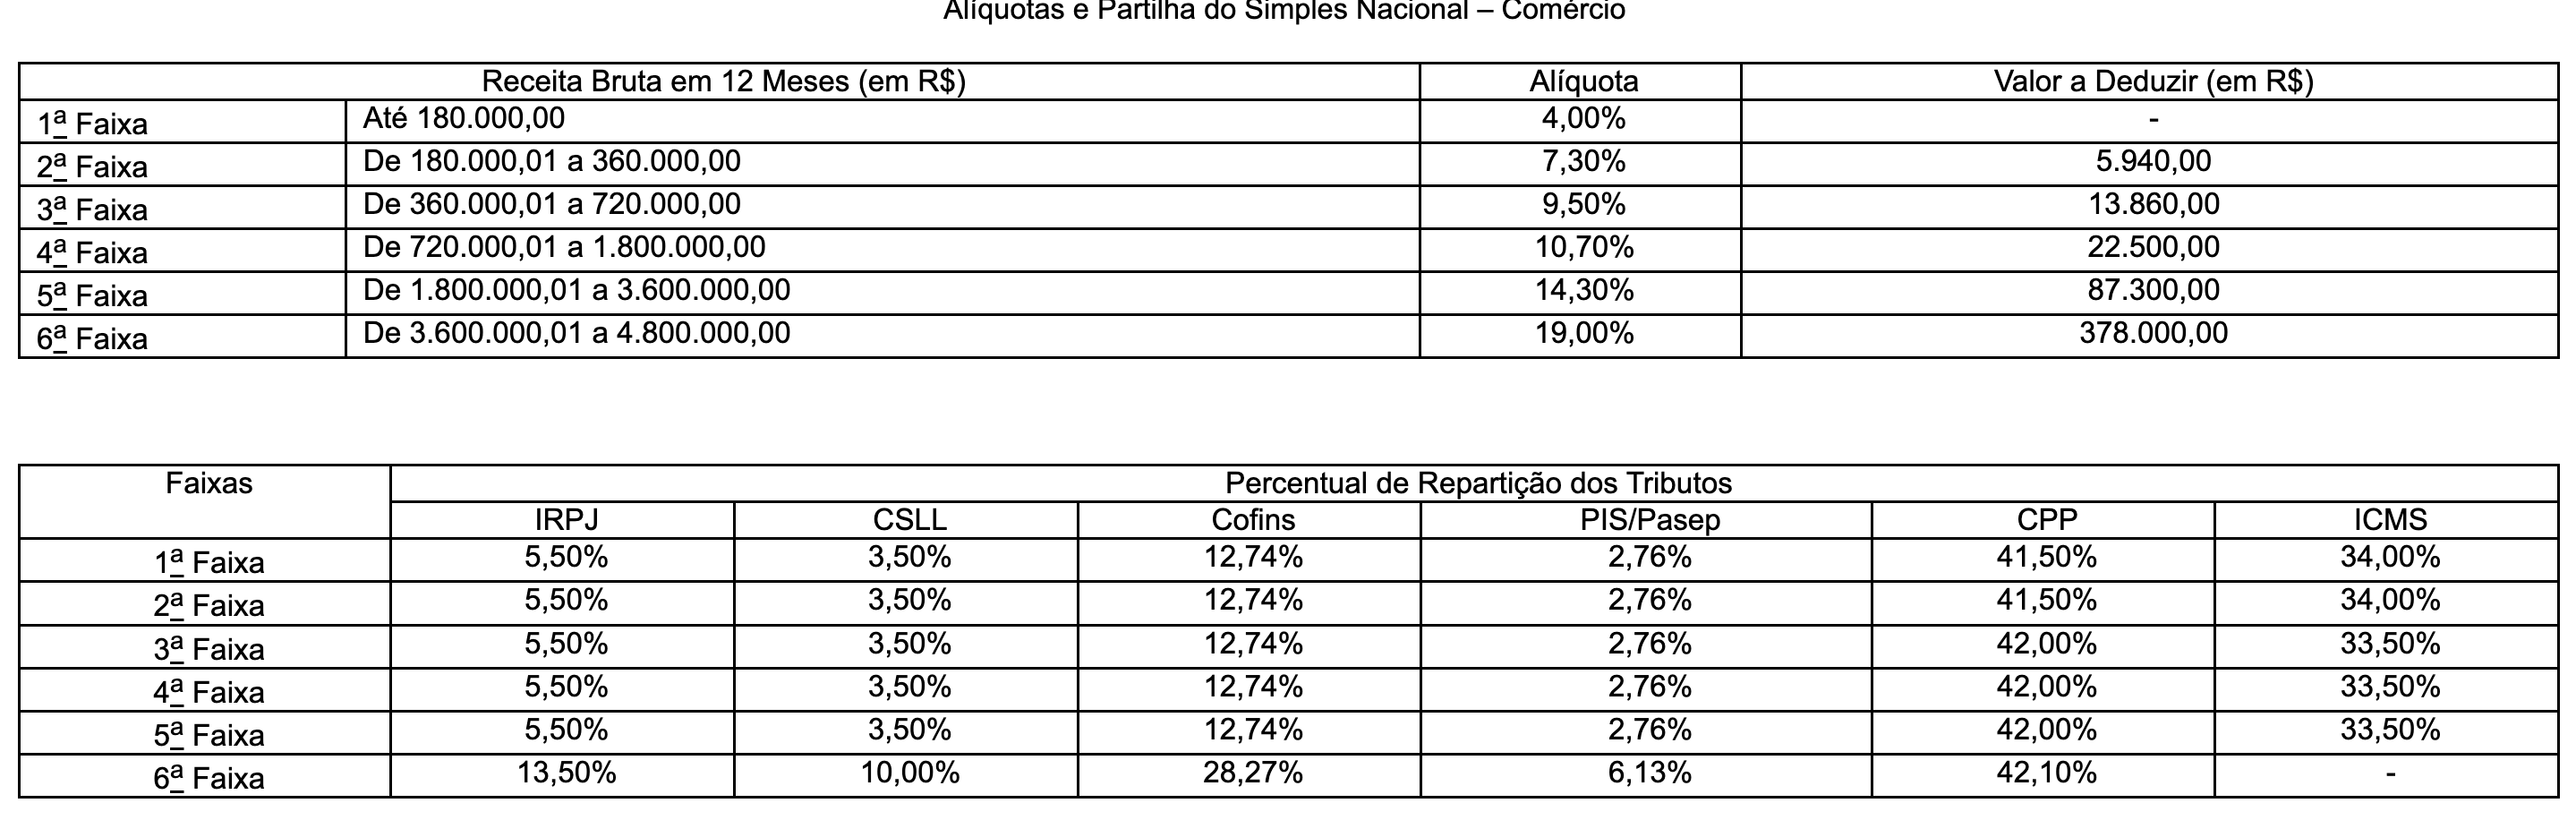 Alíquotas e Partilha do Simples Nacional – Comércio
Receita Bruta em 12 Meses (em R$) Alíquota Valor a Deduzir (em R$)
1ª Faixa Até 180.000,00 4,00% -
2ª Faixa De 180.000,01 a 360.000,00 7,30% 5.940,00
3ª Faixa De 360.000,01 a 720.000,00 9,50% 13.860,00
4ª Faixa De 720.000,01 a 1.800.000,00 10,70% 22.500,00
5ª Faixa De 1.800.000,01 a 3.600.000,00 14,30% 87.300,00
6ª Faixa De 3.600.000,01 a 4.800.000,00 19,00% 378.000,00
Faixas Percentual de Repartição dos Tributos
IRPJ CSLL Cofins PIS/Pasep CPP ICMS
1ª Faixa 5,50% 3,50% 12,74% 2,76% 41,50% 34,00%
2ª Faixa 5,50% 3,50% 12,74% 2,76% 41,50% 34,00%
3ª Faixa 5,50% 3,50% 12,74% 2,76% 42,00% 33,50%
4ª Faixa 5,50% 3,50% 12,74% 2,76% 42,00% 33,50%
5ª Faixa 5,50% 3,50% 12,74% 2,76% 42,00% 33,50%
6ª Faixa 13,50% 10,00% 28,27% 6,13% 42,10% -